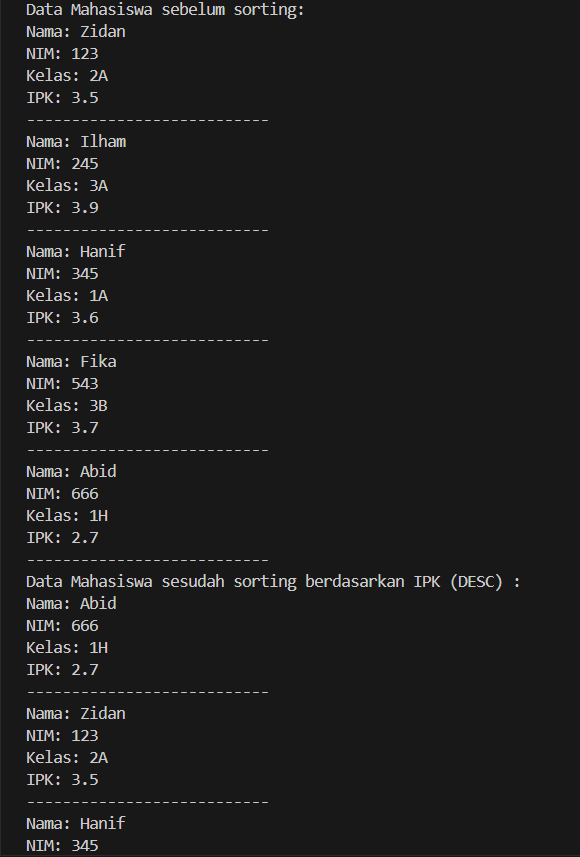 Data Mahasiswa sebelum sorting:
Nama: Zidan
NIM: 123
Kelas: 2A
IPK: 3.5
---------------------------
Nama: Ilham
NIM: 245
Kelas: 3A
IPK: 3.9
---------------------------
Nama: Hanif
NIM: 345
Kelas: 1A
IPK: 3.6
---------------------------
Nama: Fika
NIM: 543
Kelas: 3B
IPK: 3.7
---------------------------
Nama: Abid
NIM: 666
Kelas: 1H
IPK: 2.7
---------------------------
Data Mahasiswa sesudah sorting berdasarkan IPK (DESC) :
Nama: Abid
NIM: 666
Kelas: 1H
IPK: 2.7
---------------------------
Nama: Zidan
NIM: 123
Kelas: 2A
IPK: 3.5
---------------------------
Nama: Hanif
NIM: 345